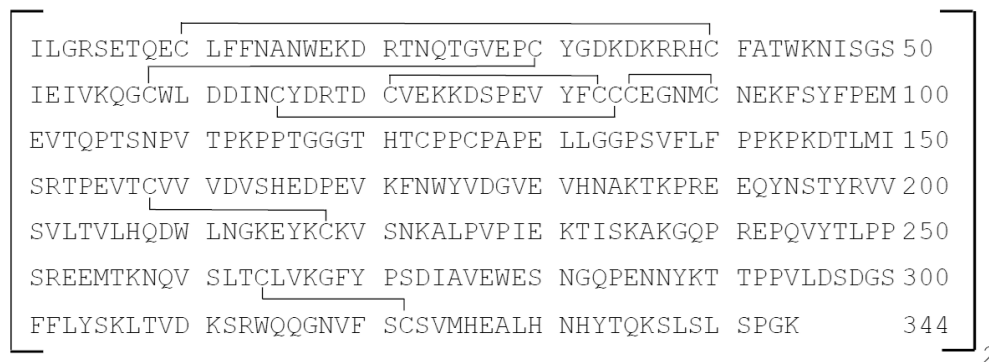 ILGRSETQEC LFFNANWEKD RTNQTGVEPC YGDKDKRRHC FATWKNISGS 50
IEIVKQGCWL DDINCYDRTD CVEKKDSPEV YFCCCEGNMC NEKFSYFPEM 100
EVTQPTSNPV TPKPPTGGGT HTCPPCPAPE LLGGPSVFLF PPKPKDTLMI 150
SRTPEVTCVV VDVSHEDPEV KFNWYVDGVE VHNAKTKPRE EQYNSTYRVV 200
SVLTVLHQDW LNGKEYKCKV SNKALPVPIE KTISKAKGQP REPQVYTLPP 250
SREEMTKNQV SLTCLVKGFY PSDIAVEWES NGQPENNYKT TPPVLDSDGS 300
FFLYSKLTVD KSRWQQGNVF SCSVMHEALH NHYTQKSLSL SPGK 344
2